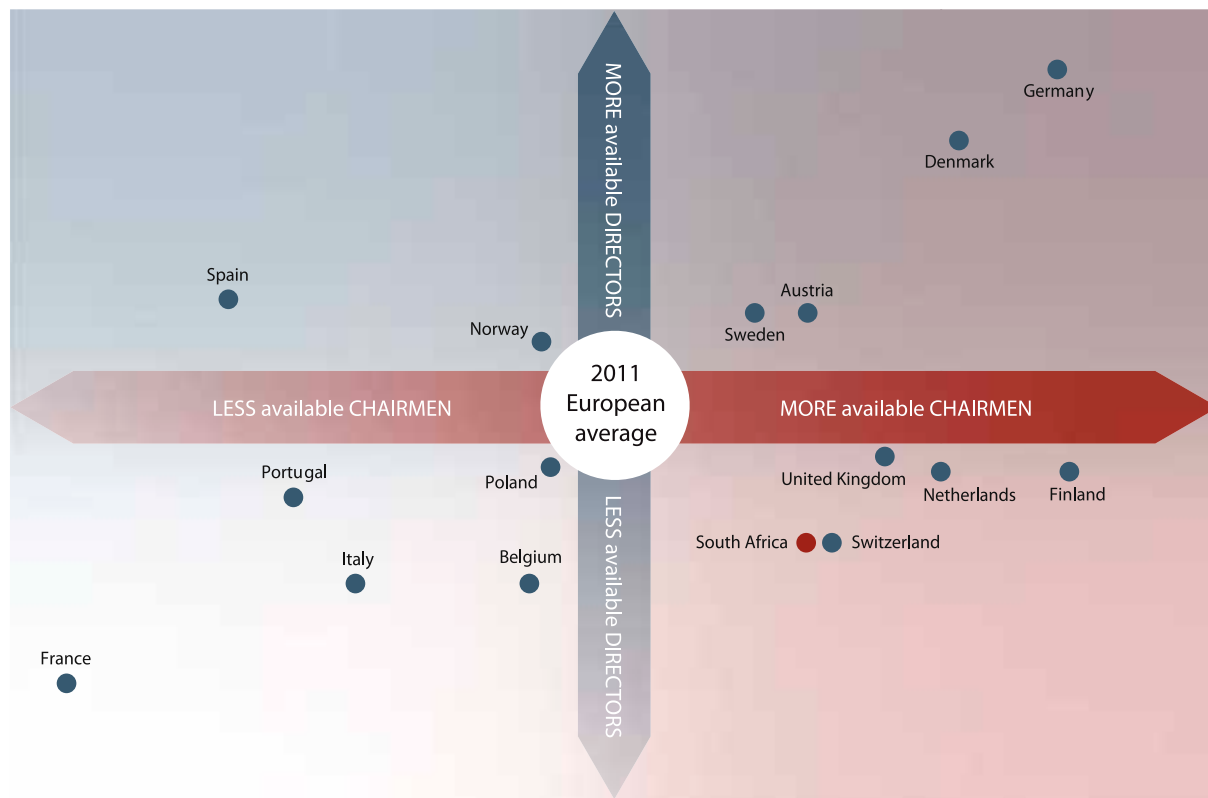 MORE available DIRECTORS
Germany
Denmark
Spain
Austria
Norway
Sweden
2011
European
average
LESS available CHAIRMEN
MORE available CHAIRMEN
Portugal
Poland
United Kingdom
Netherlands
Finland
LESS available DIRECTORS
South Africa
Switzerland
Italy
Belgium
France